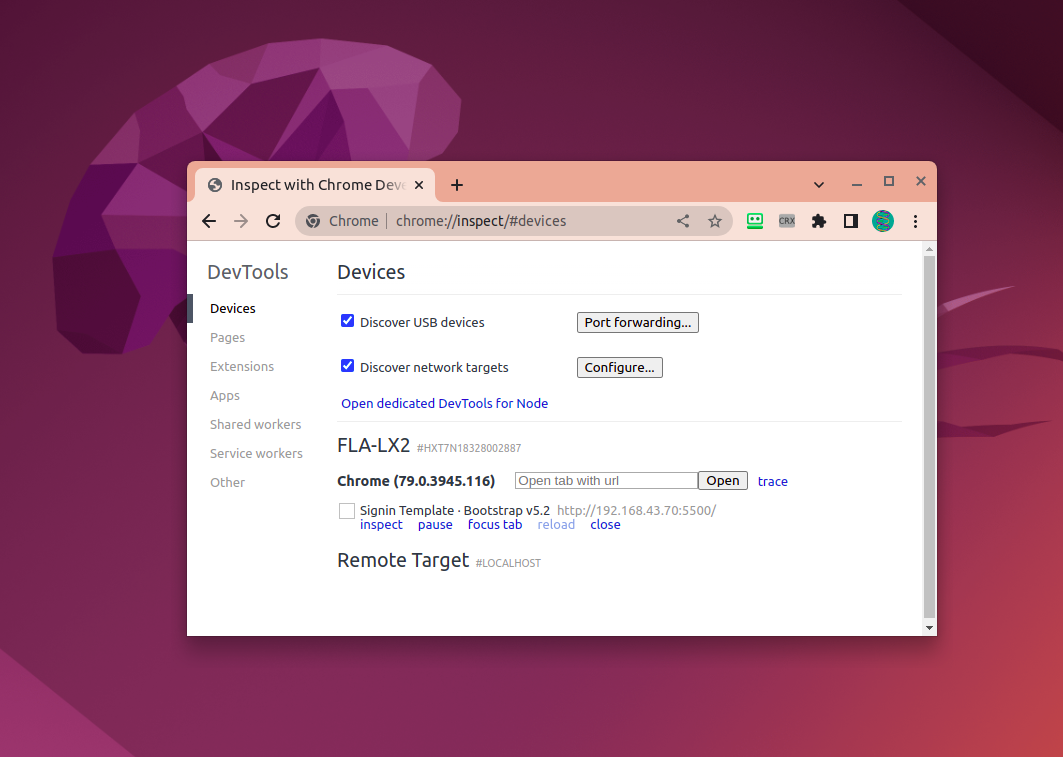 Inspect with Chrome Deve
Chrome | chrome://inspect/#devices
CRX
DevTools
Devices
Pages
Extensions
Apps
Shared workers
Service workers
Other
Devices
Discover USB devices Port forwarding...
Discover network targets Configure...
Open dedicated DevTools for Node
FLA-LX2 #HXT7N18328002887
Chrome (79.0.3945.116) Open tab with url Open trace
Signin Template · Bootstrap v5.2 http://192.168.43.70:5500/
inspect pause focus tab reload close
Remote Target #LOCALHOST